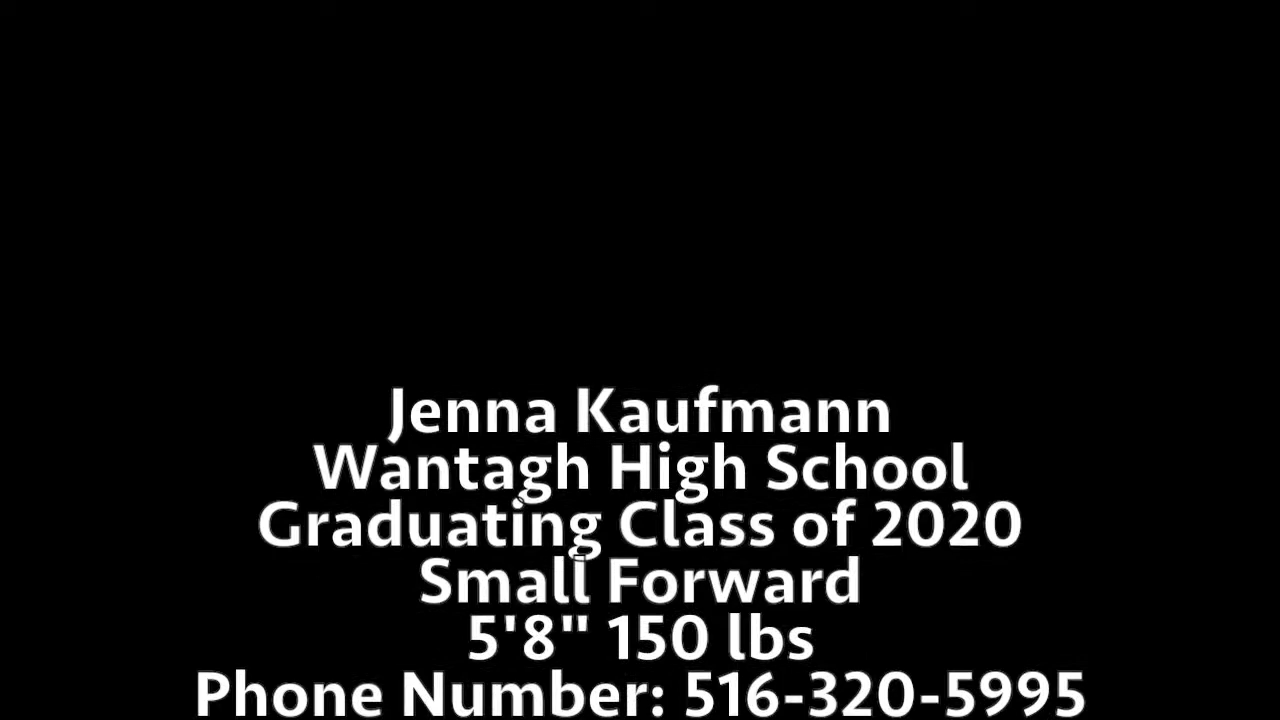 Jenna Kaufmann
Wantagh High School
Graduating Class of 2020
Small Forward
5'8" 150 lbs
Phone Number: 516-320-5995